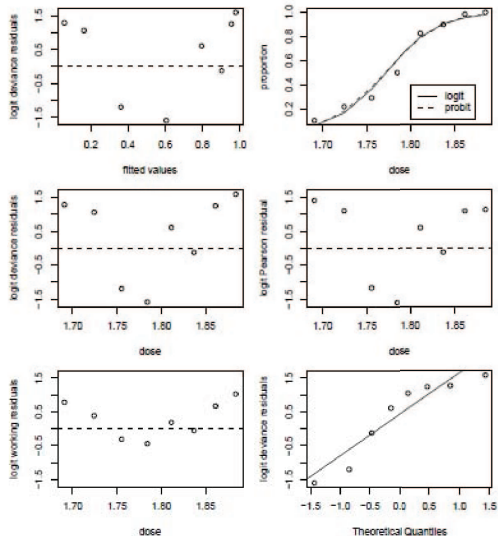 logit deviance residuals
−1.5 −0.5 0.5 1.5
0.2 0.4 0.6 0.8 1.0
fitted values
proportion
0.2 0.4 0.6 0.8 1.0
logit
probit
1.70 1.75 1.80 1.85
dose
logit deviance residuals
−1.5 −0.5 0.5 1.5
1.70 1.75 1.80 1.85
dose
logit Pearson residual
−1.5 −0.5 0.5 1.5
1.70 1.75 1.80 1.85
dose
logit working residuals
−1.5 −0.5 0.5 1.5
1.70 1.75 1.80 1.85
dose
logit deviance residuals
−1.5 −0.5 0.5 1.5
−1.5 −1.0 −0.5 0.0 0.5 1.0 1.5
Theoretical Quantiles